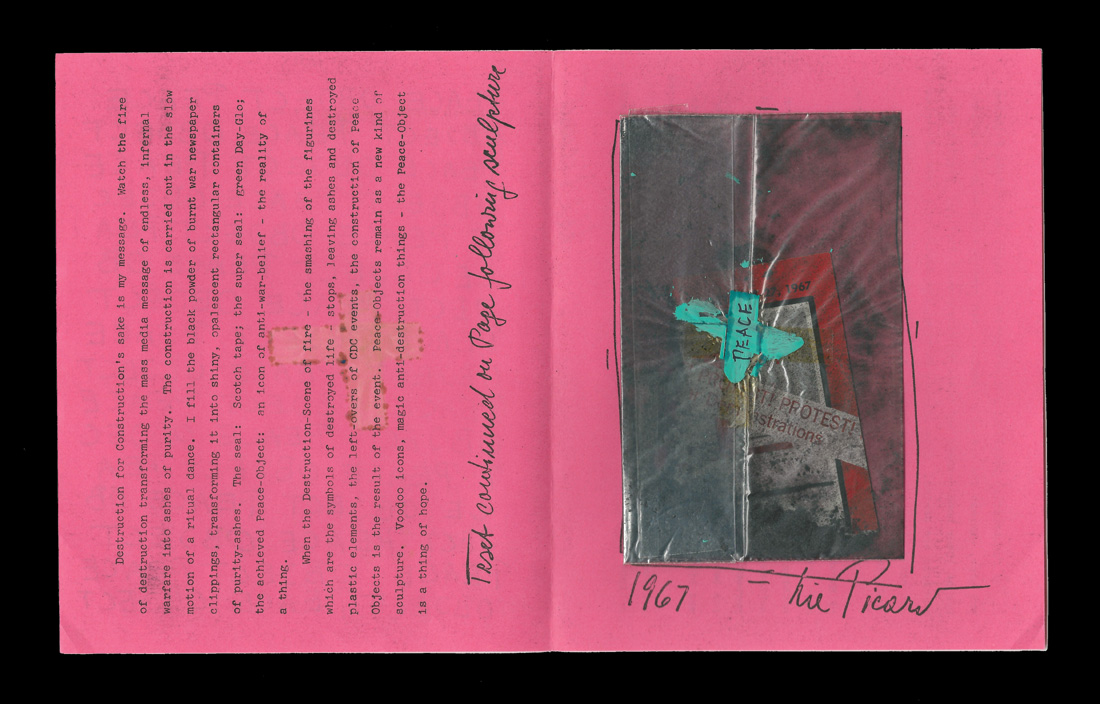 Destruction for Construction's sake is my message. Watch the fire
of destruction transforming the mass media message of endless, infernal
warfare into ashes of purity. The construction is carried out in the slow
motion of a ritual dance. I fill the black powder of burnt war newspaper
clippings, transforming it into shiny, opalescent rectangular containers
of purity-ashes. The seal: Scotch tape; the super seal: green Day-Glo;
the achieved Peace-Object: an icon of anti-war-belief - the reality of
a thing.
When the Destruction-Scene of fire - the smashing of the figurines
which are the symbols of destroyed life - stops, leaving ashes and destroyed
plastic elements, the left-overs of CDC events, the construction of Peace
Objects is the result of the event. Peace-Objects remain as a new kind of
sculpture. Voodoo icons, magic anti-destruction things - the Peace-Object
is a thing of hope.
Text continued on Page following sculpture
1967
PEACE
PROTEST!
1967
Picard